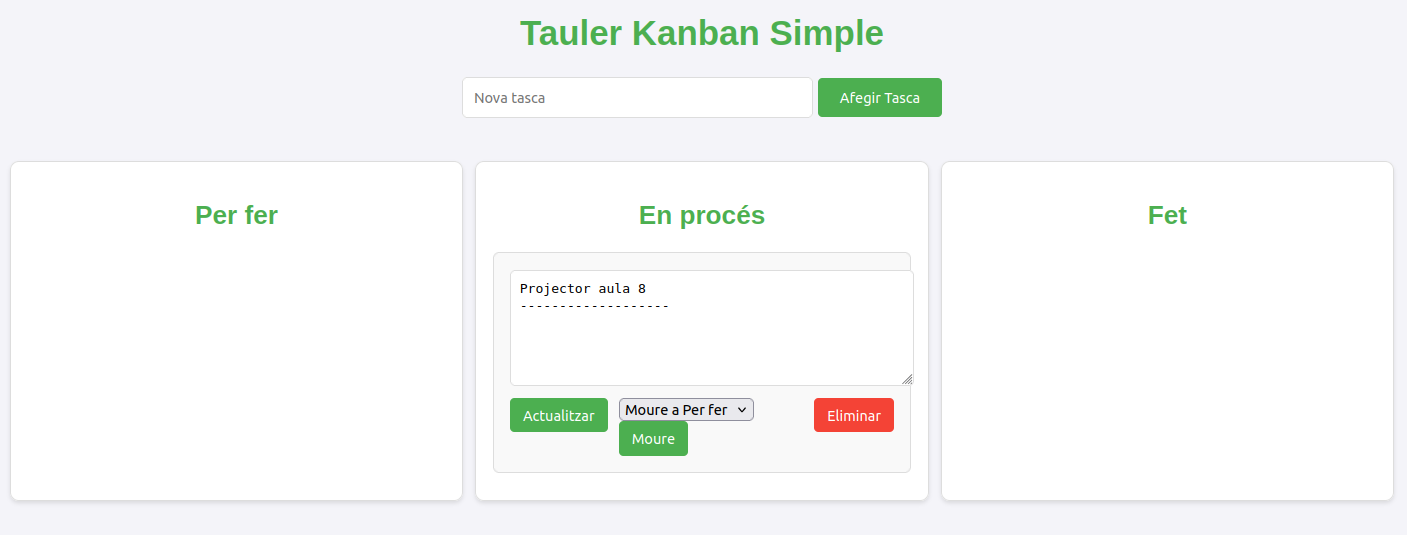 Tauler Kanban Simple
Nova tasca
Afegir Tasca
Per fer
En procés
Projector aula 8
-------------------
Actualitzar
Moure a Per fer
Moure
Eliminar
Fet